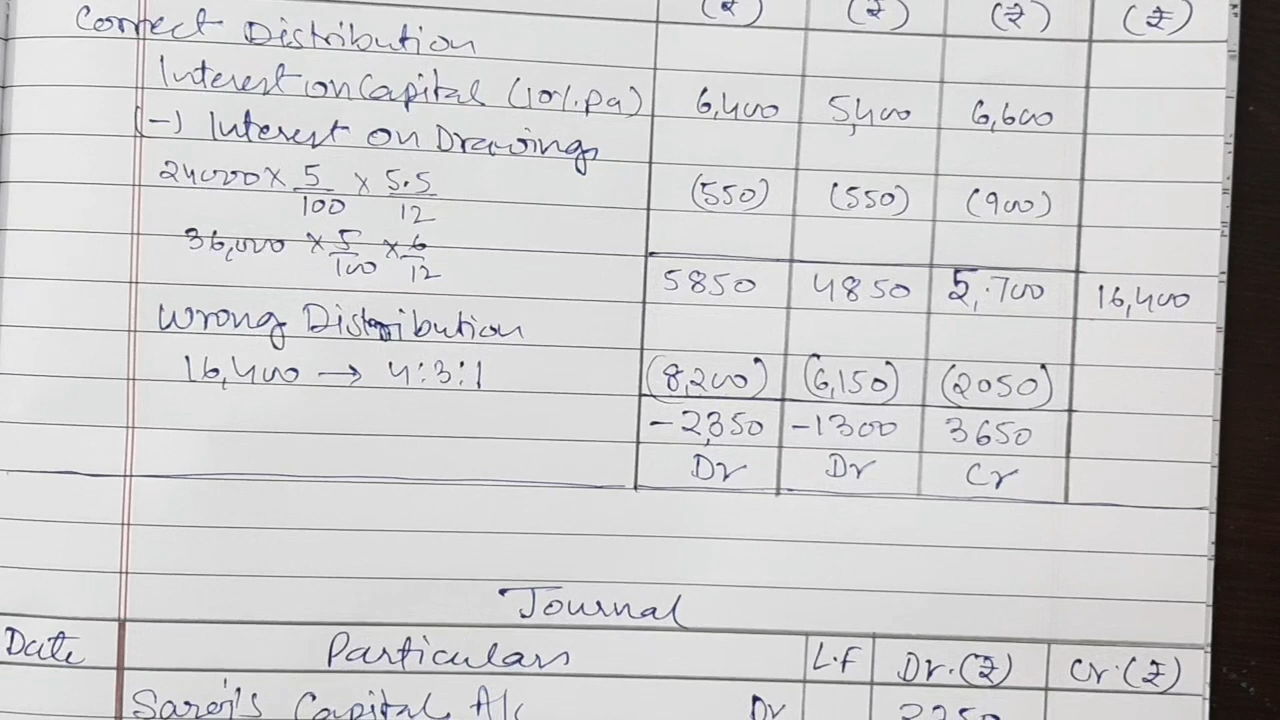 (₹) (₹) (₹) (₹)
Correct Distribution
Interest on Capital (10%.pa) 6,400 5,400 6,600
(-) Interest on Drawings
24000 × 5/100 × 5.5/12 (550) (550) (900)
36,000 × 5/100 × 6/12
5850 4850 5,700 16,400
Wrong Distribution
16,400 → 4:3:1 (8,200) (6,150) (2050)
-2,350 -1300 3650
Dr Dr Cr
Journal
Date Particulars L.F Dr.(₹) Cr.(₹)
Capital A/c Dr